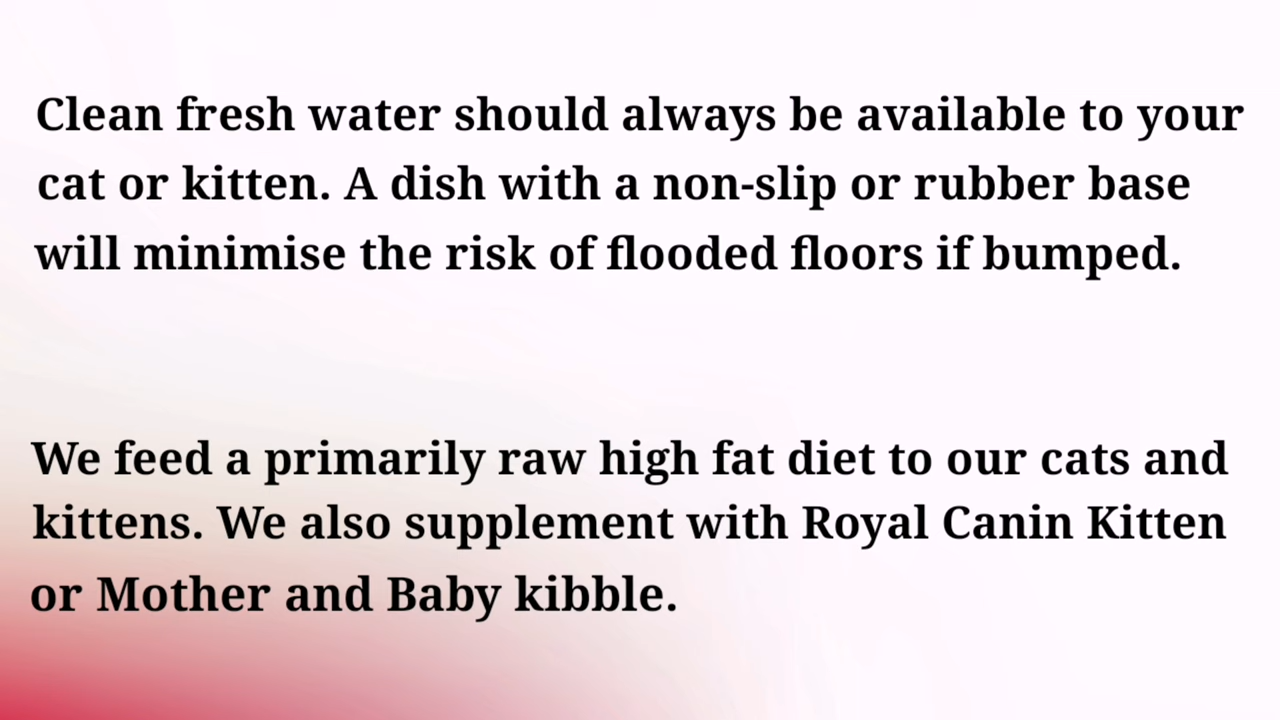 Clean fresh water should always be available to your
cat or kitten. A dish with a non-slip or rubber base
will minimise the risk of flooded floors if bumped.
We feed a primarily raw high fat diet to our cats and
kittens. We also supplement with Royal Canin Kitten
or Mother and Baby kibble.